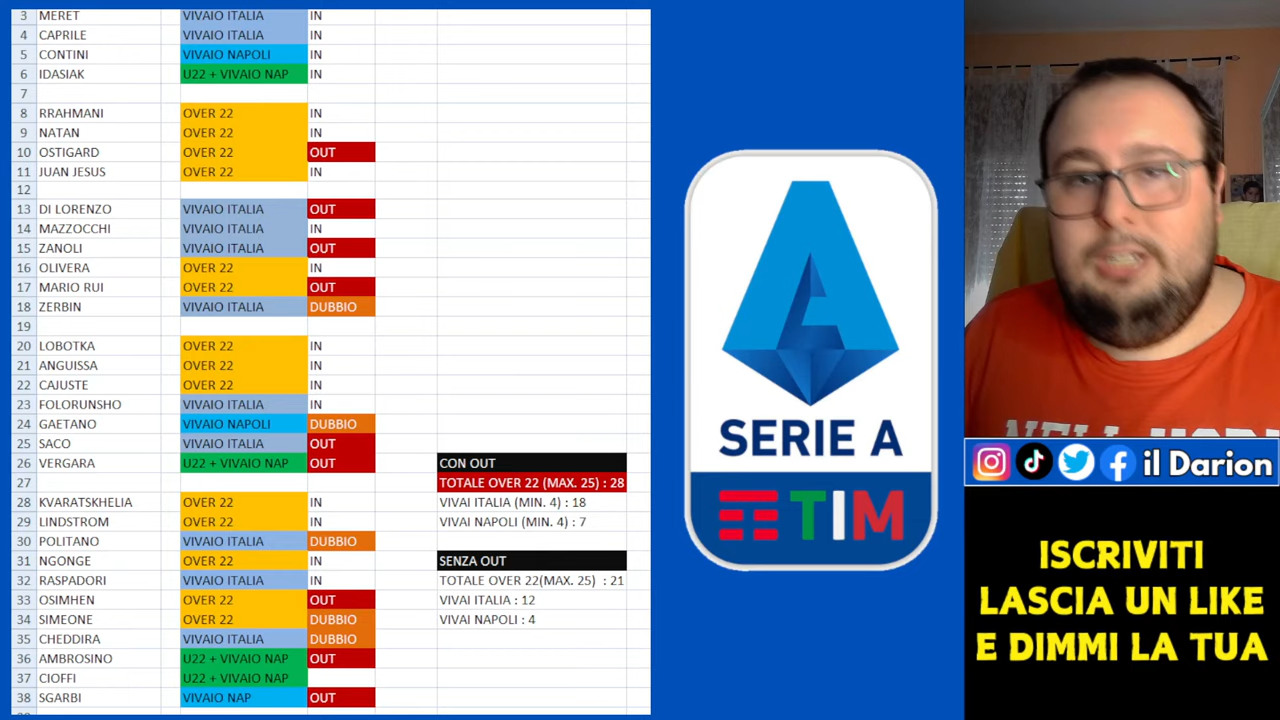 3 MERET VIVAIO ITALIA IN
4 CAPRILE VIVAIO ITALIA IN
5 CONTINI VIVAIO NAPOLI IN
6 IDASIAK U22 + VIVAIO NAP IN
7
8 RRAHMANI OVER 22 IN
9 NATAN OVER 22 IN
10 OSTIGARD OVER 22 OUT
11 JUAN JESUS OVER 22 IN
12
13 DI LORENZO VIVAIO ITALIA OUT
14 MAZZOCCHI VIVAIO ITALIA IN
15 ZANOLI VIVAIO ITALIA OUT
16 OLIVERA OVER 22 IN
17 MARIO RUI OVER 22 OUT
18 ZERBIN VIVAIO ITALIA DUBBIO
19
20 LOBOTKA OVER 22 IN
21 ANGUISSA OVER 22 IN
22 CAJUSTE OVER 22 IN
23 FOLORUNSHO VIVAIO ITALIA IN
24 GAETANO VIVAIO NAPOLI DUBBIO
25 SACO VIVAIO ITALIA OUT
26 VERGARA U22 + VIVAIO NAP OUT CON OUT
27 TOTALE OVER 22 (MAX. 25) : 28
28 KVARATSKHELIA OVER 22 IN VIVAI ITALIA (MIN. 4) : 18
29 LINDSTROM OVER 22 IN VIVAI NAPOLI (MIN. 4) : 7
30 POLITANO VIVAIO ITALIA DUBBIO
31 NGONGE OVER 22 IN SENZA OUT
32 RASPADORI VIVAIO ITALIA IN TOTALE OVER 22(MAX. 25) : 21
33 OSIMHEN OVER 22 OUT VIVAI ITALIA : 12
34 SIMEONE OVER 22 DUBBIO VIVAI NAPOLI : 4
35 CHEDDIRA VIVAIO ITALIA DUBBIO
36 AMBROSINO U22 + VIVAIO NAP OUT
37 CIOFFI U22 + VIVAIO NAP
38 SGARBI VIVAIO NAP OUT
SERIE A
TIM
il Darion
ISCRIVITI
LASCIA UN LIKE
E DIMMI LA TUA